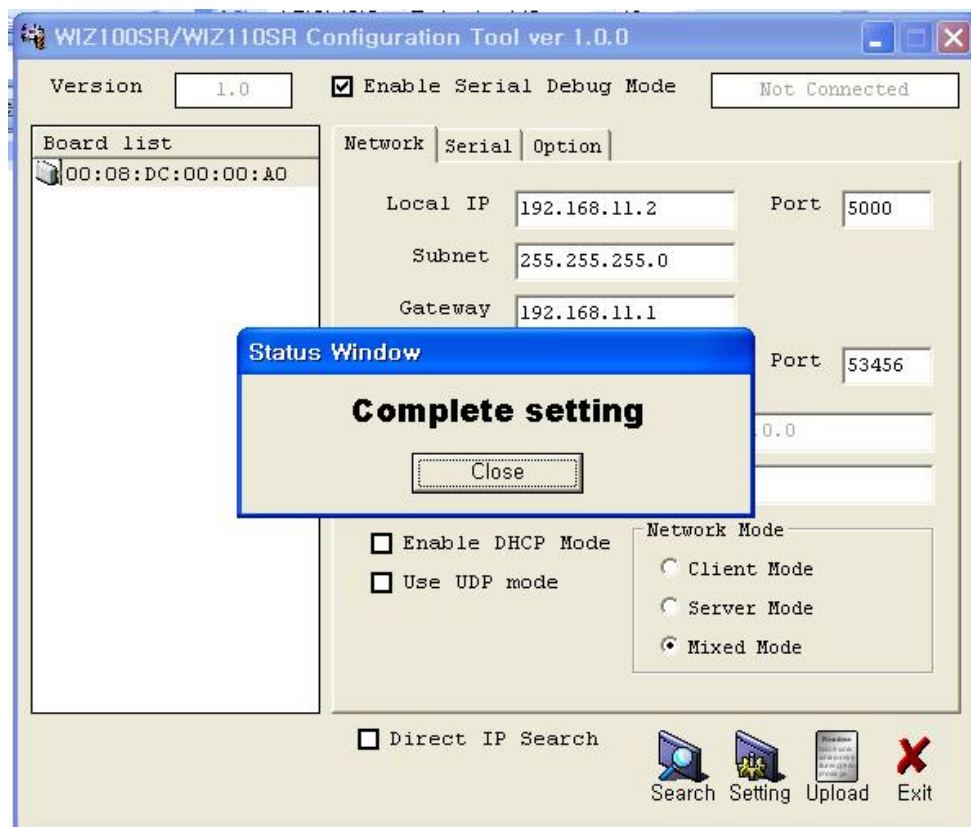 WIZ100SR/WIZ110SR Configuration Tool ver 1.0.0
Version 1.0 Enable Serial Debug Mode Not Connected
Board list
00:08:DC:00:00:A0
Network Serial Option
Local IP 192.168.11.2 Port 5000
Subnet 255.255.255.0
Gateway 192.168.11.1
Status Window
Complete setting
Close
Port 53456
.0.0
Enable DHCP Mode
Use UDP mode
Network Mode
Client Mode
Server Mode
Mixed Mode
Direct IP Search
Search Setting Upload Exit